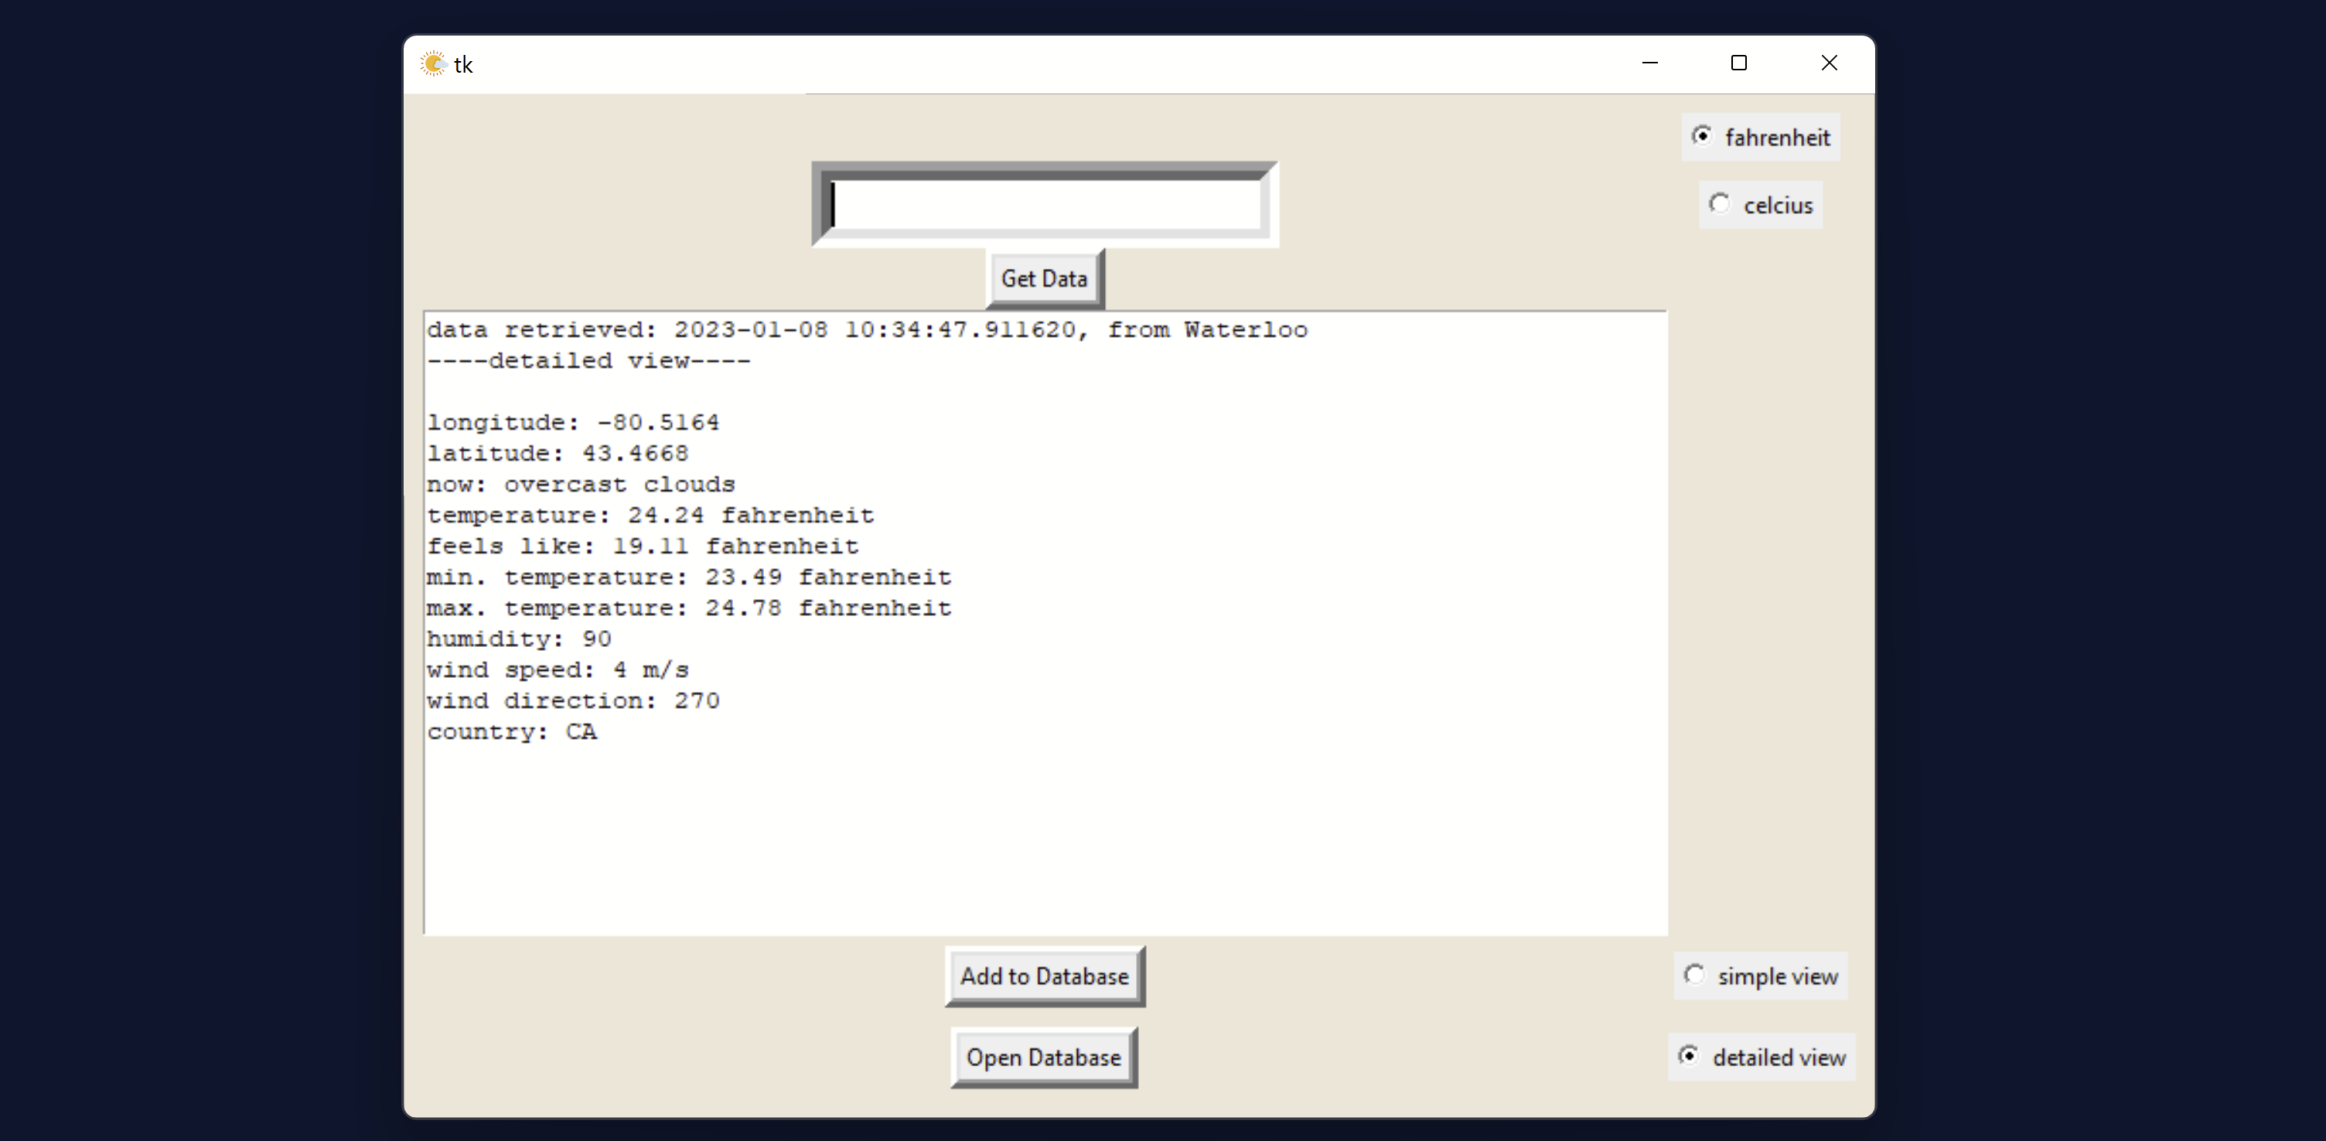 tk
fahrenheit
celcius
Get Data
data retrieved: 2023-01-08 10:34:47.911620, from Waterloo
----detailed view----
longitude: -80.5164
latitude: 43.4668
now: overcast clouds
temperature: 24.24 fahrenheit
feels like: 19.11 fahrenheit
min. temperature: 23.49 fahrenheit
max. temperature: 24.78 fahrenheit
humidity: 90
wind speed: 4 m/s
wind direction: 270
country: CA
Add to Database
simple view
Open Database
detailed view